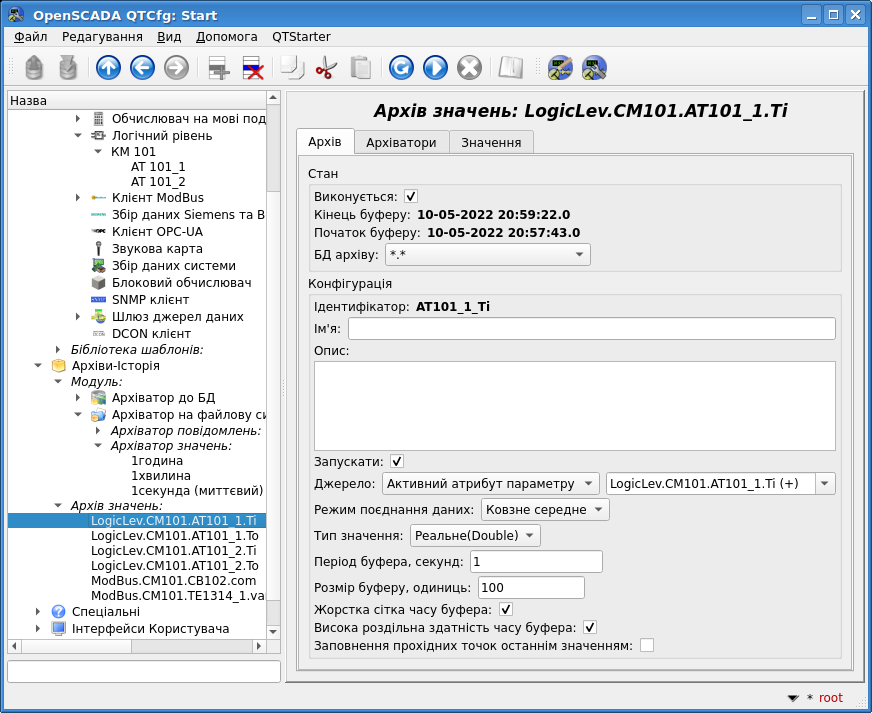 OpenSCADA QTCfg: Start
Файл Редагування Вид Допомога QTStarter
Назва
Обчислювач на мові под
Логічний рівень
КМ 101
АТ 101_1
АТ 101_2
Клієнт ModBus
Збір даних Siemens та B
Клієнт OPC-UA
Звукова карта
Збір даних системи
Блоковий обчислювач
SNMP клієнт
Шлюз джерел даних
DCON клієнт
Бібліотека шаблонів:
Архіви-Історія
Модуль:
Архіватор до БД
Архіватор на файлову си
Архіватор повідомлень:
Архіватор значень:
1година
1хвилина
1секунда (миттєвий)
Архів значень:
LogicLev.CM101.AT101_1.Ti
LogicLev.CM101.AT101_1.To
LogicLev.CM101.AT101_2.Ti
LogicLev.CM101.AT101_2.To
ModBus.CM101.CB102.com
ModBus.CM101.TE1314_1.va
Спеціальні
Інтерфейси Користувача
Архів значень: LogicLev.CM101.AT101_1.Ti
Архів Архіватори Значення
Стан
Виконується:
Кінець буферу: 10-05-2022 20:59:22.0
Початок буферу: 10-05-2022 20:57:43.0
БД архіву: *.*
Конфігурація
Ідентифікатор: AT101_1_Ti
Ім'я:
Опис:
Запускати:
Джерело: Активний атрибут параметру LogicLev.CM101.AT101_1.Ti (+)
Режим поєднання даних: Ковзне середнє
Тип значення: Реальне(Double)
Період буфера, секунд: 1
Розмір буферу, одиниць: 100
Жорстка сітка часу буфера:
Висока роздільна здатність часу буфера:
Заповнення прохідних точок останнім значенням:
* root